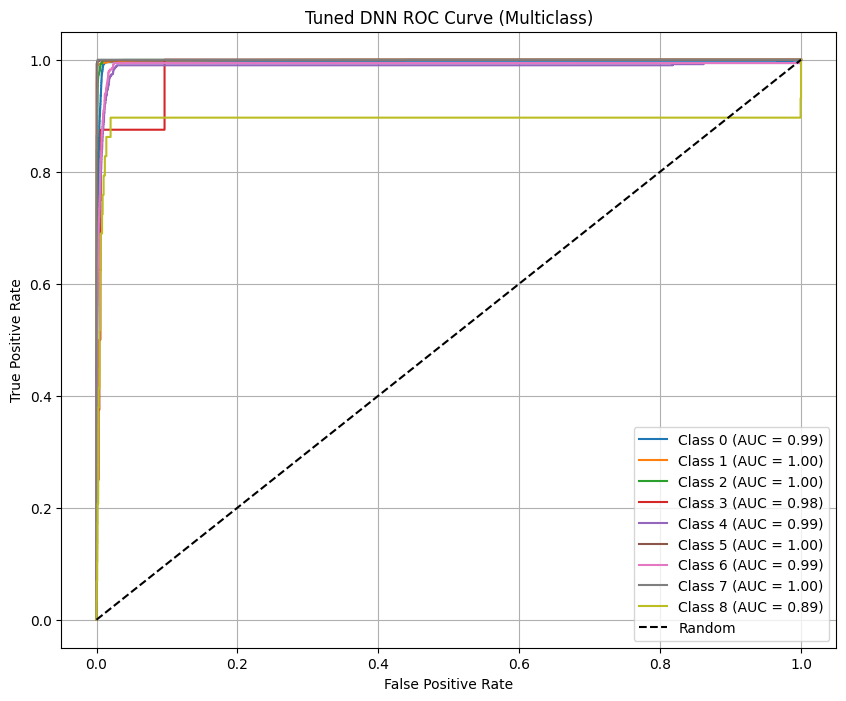 Tuned DNN ROC Curve (Multiclass)
True Positive Rate
1.0
0.8
0.6
0.4
0.2
0.0
0.0 0.2 0.4 0.6 0.8 1.0
False Positive Rate
Class 0 (AUC = 0.99)
Class 1 (AUC = 1.00)
Class 2 (AUC = 1.00)
Class 3 (AUC = 0.98)
Class 4 (AUC = 0.99)
Class 5 (AUC = 1.00)
Class 6 (AUC = 0.99)
Class 7 (AUC = 1.00)
Class 8 (AUC = 0.89)
Random